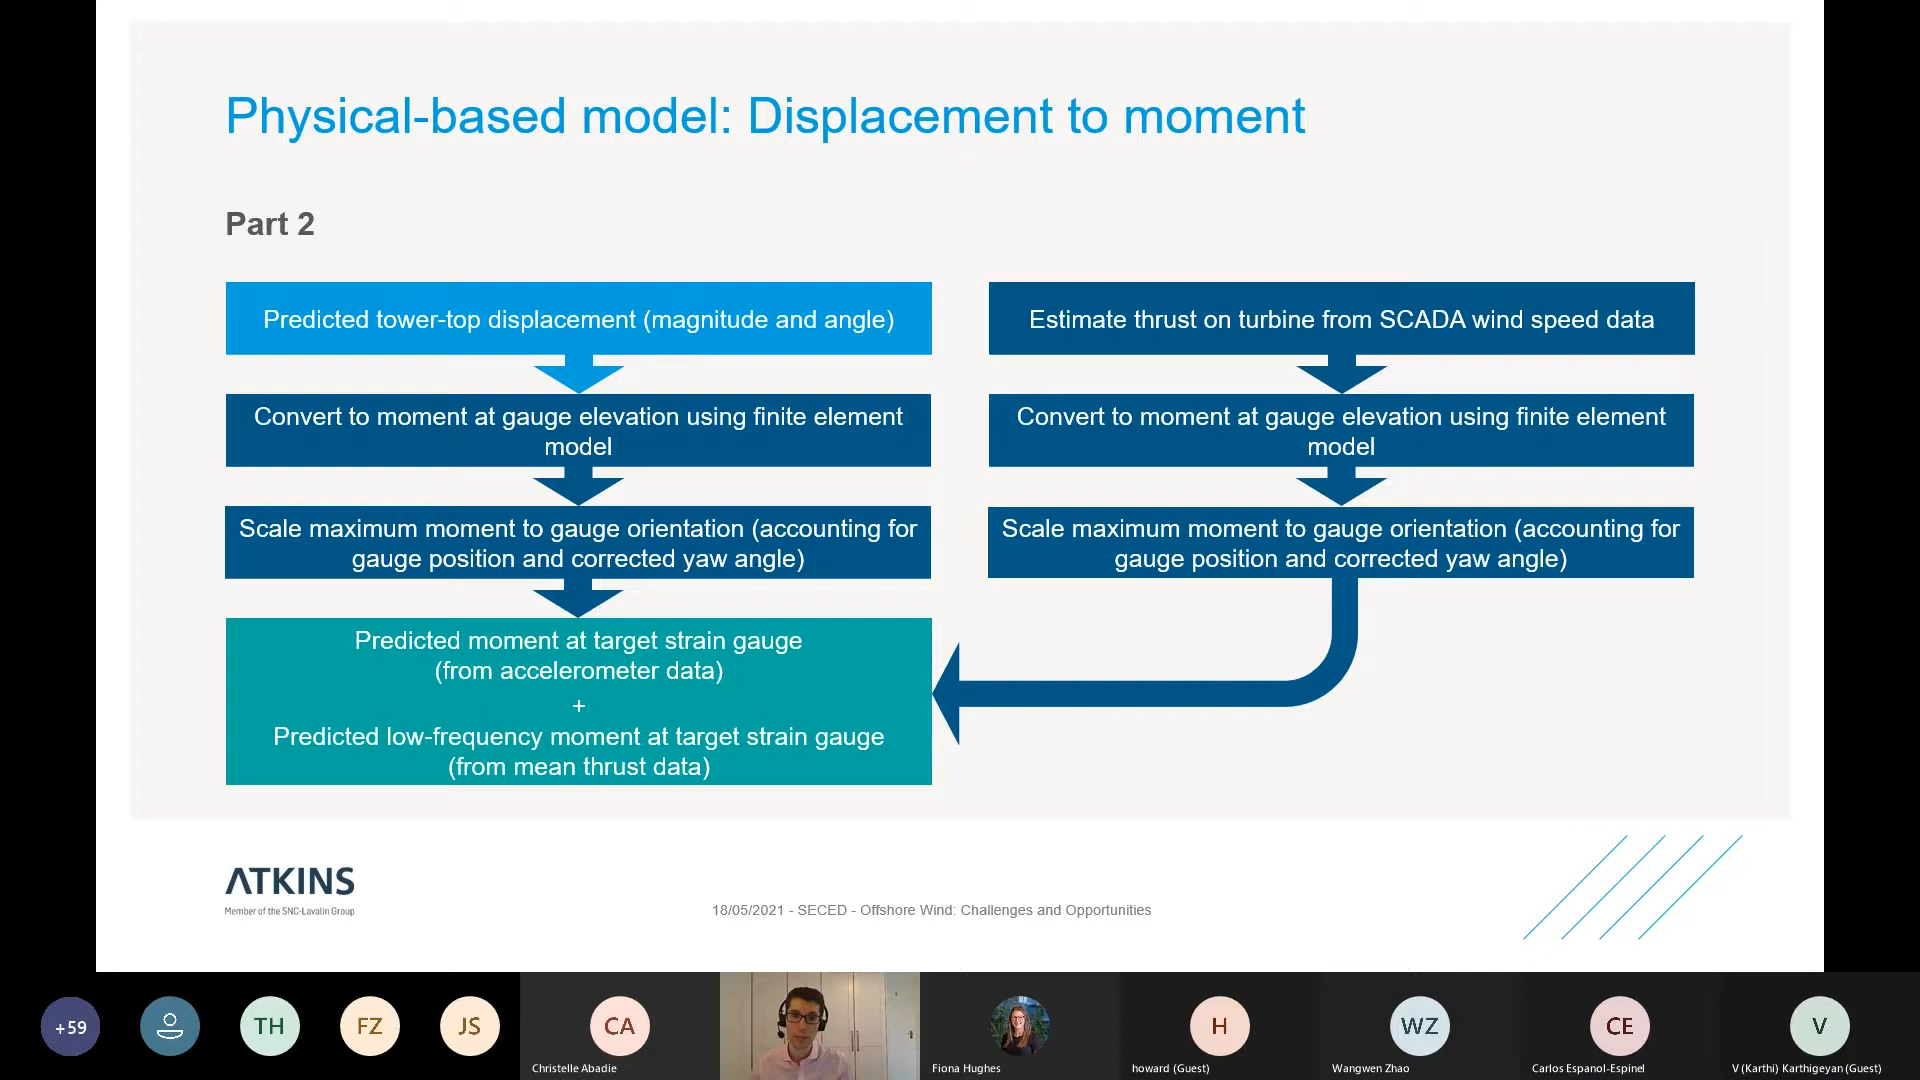 Physical-based model: Displacement to moment
Part 2
Predicted tower-top displacement (magnitude and angle)
Convert to moment at gauge elevation using finite element
model
Scale maximum moment to gauge orientation (accounting for
gauge position and corrected yaw angle)
Predicted moment at target strain gauge
(from accelerometer data)
+
Predicted low-frequency moment at target strain gauge
(from mean thrust data)
Estimate thrust on turbine from SCADA wind speed data
Convert to moment at gauge elevation using finite element
model
Scale maximum moment to gauge orientation (accounting for
gauge position and corrected yaw angle)
ATKINS
Member of the SNC-Lavalin Group
18/05/2021 - SECED - Offshore Wind: Challenges and Opportunities
+59
TH
FZ
JS
CA
Christelle Abadie
Fiona Hughes
H
howard (Guest)
WZ
Wangwen Zhao
CE
Carlos Espanol-Espinel
V
V (Karthi) Karthigeyan (Guest)